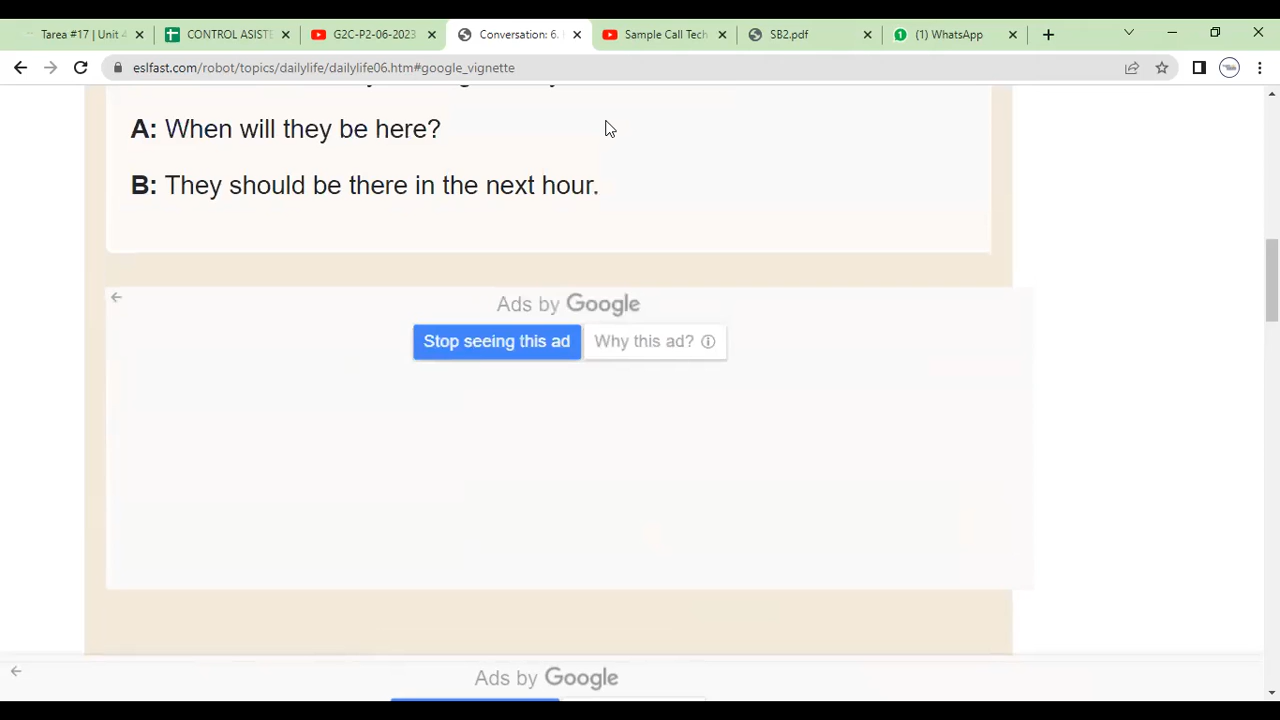 Tarea #17 | Unit 4
CONTROL ASISTE
G2C-P2-06-2023
Conversation: 6.
Sample Call Tech
SB2.pdf
(1) WhatsApp
eslfast.com/robot/topics/dailylife/dailylife06.htm#google_vignette
A: When will they be here?
B: They should be there in the next hour.
Ads by Google
Stop seeing this ad
Why this ad?
Ads by Google